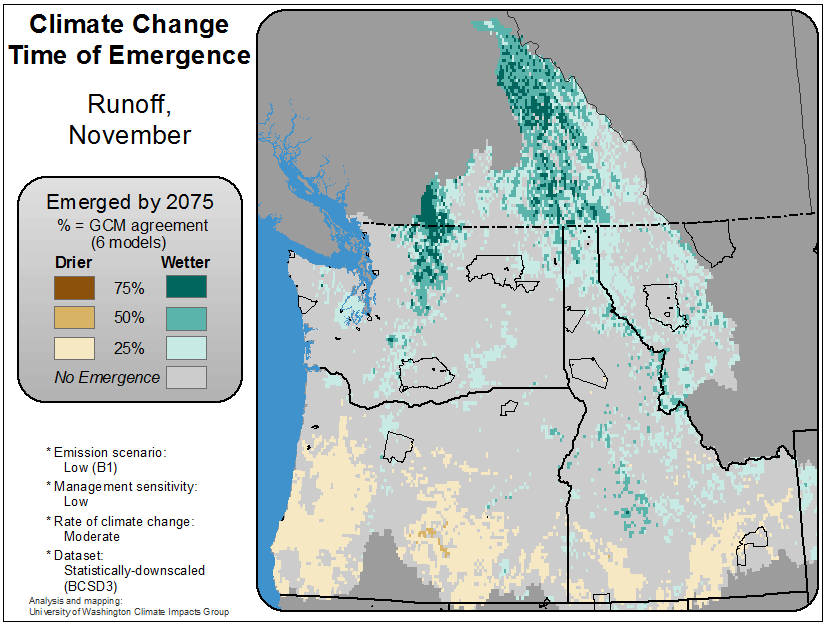 Climate Change
Time of Emergence
Runoff,
November
Emerged by 2075
% = GCM agreement
(6 models)
Drier Wetter
75%
50%
25%
No Emergence
* Emission scenario:
Low (B1)
* Management sensitivity:
Low
* Rate of climate change:
Moderate
* Dataset:
Statistically-downscaled
(BCSD3)
Analysis and mapping:
University of Washington Climate Impacts Group